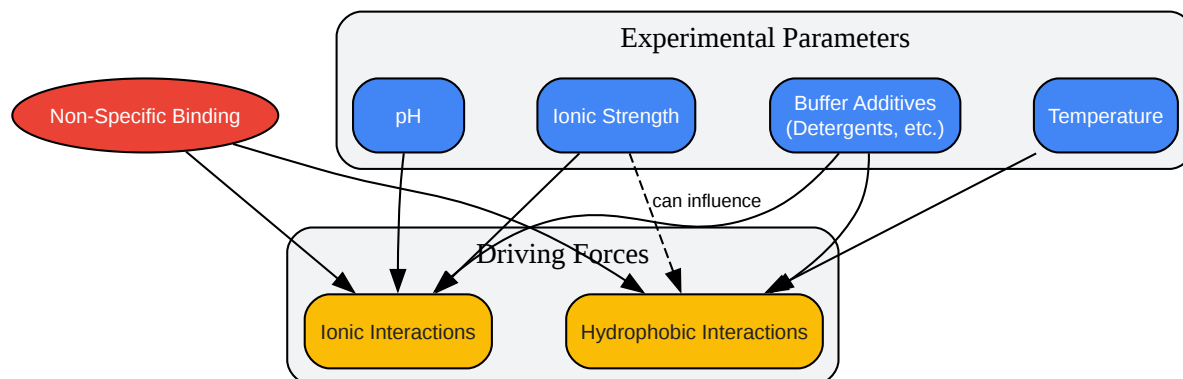 Experimental Parameters
Non-Specific Binding
pH
Ionic Strength
Buffer Additives
(Detergents, etc.)
Temperature
can influence
Driving Forces
Ionic Interactions
Hydrophobic Interactions